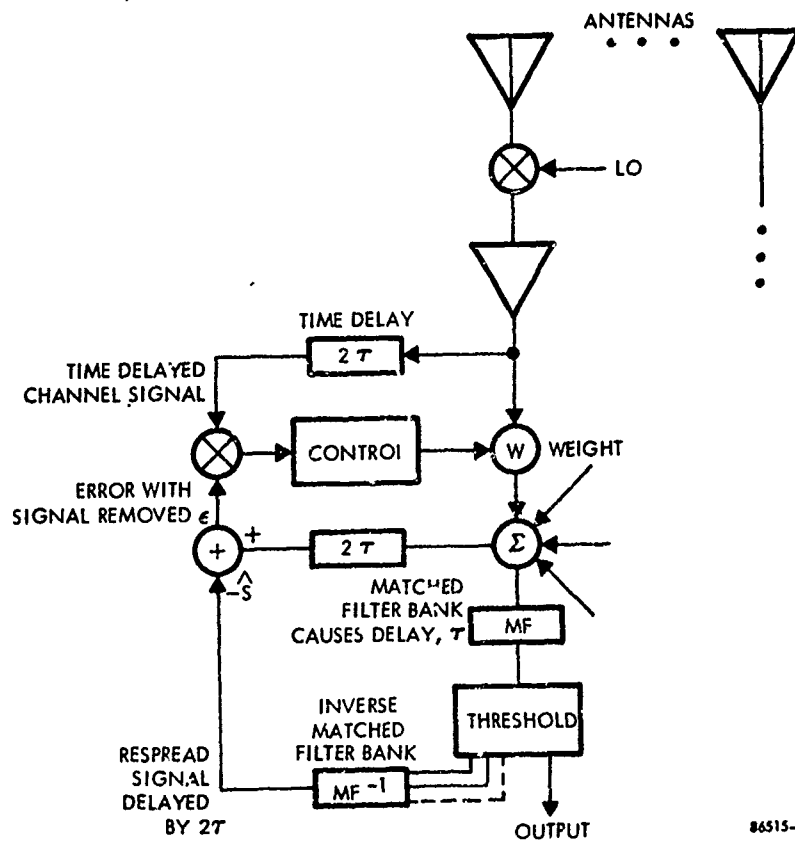 ANTENNAS
LO
TIME DELAY
2 τ
TIME DELAYED
CHANNEL SIGNAL
CONTROl
W
WEIGHT
ERROR WITH
SIGNAL REMOVED ε
+
+
2 τ
Σ
-ŝ
MATCHED
FILTER BANK
CAUSES DELAY, τ
MF
THRESHOLD
INVERSE
MATCHED
FILTER BANK
MF -1
RESPREAD
SIGNAL
DELAYED
BY 2τ
OUTPUT
86515-